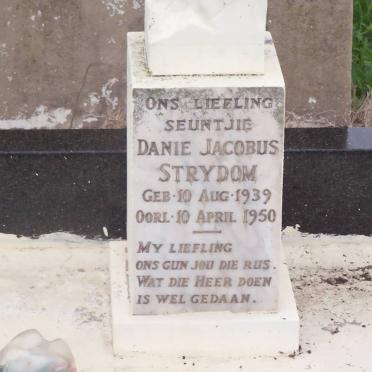 ONS LIEFLING
SEUNTJIE
DANIE JACOBUS
STRYDOM
GEB· 10 AUG· 1939
OORL· 10 APRIL 1950
MY LIEFLING
ONS GUN JOU DIE RUS.
WAT DIE HEER DOEN
IS WEL GEDAAN.